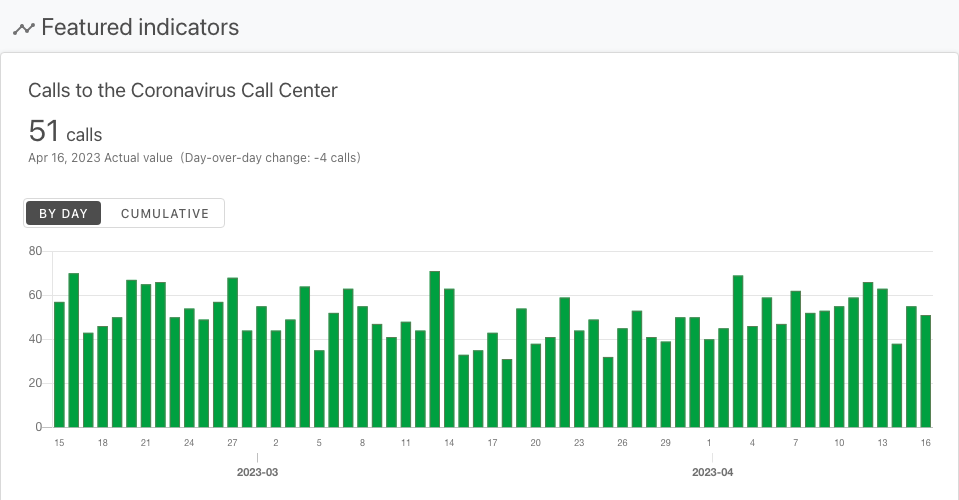 Featured indicators
Calls to the Coronavirus Call Center
51 calls
Apr 16, 2023 Actual value (Day-over-day change: -4 calls)
BY DAY CUMULATIVE
80
60
40
20
0
15 18 21 24 27 2 5 8 11 14 17 20 23 26 29 1 4 7 10 13 16
2023-03 2023-04